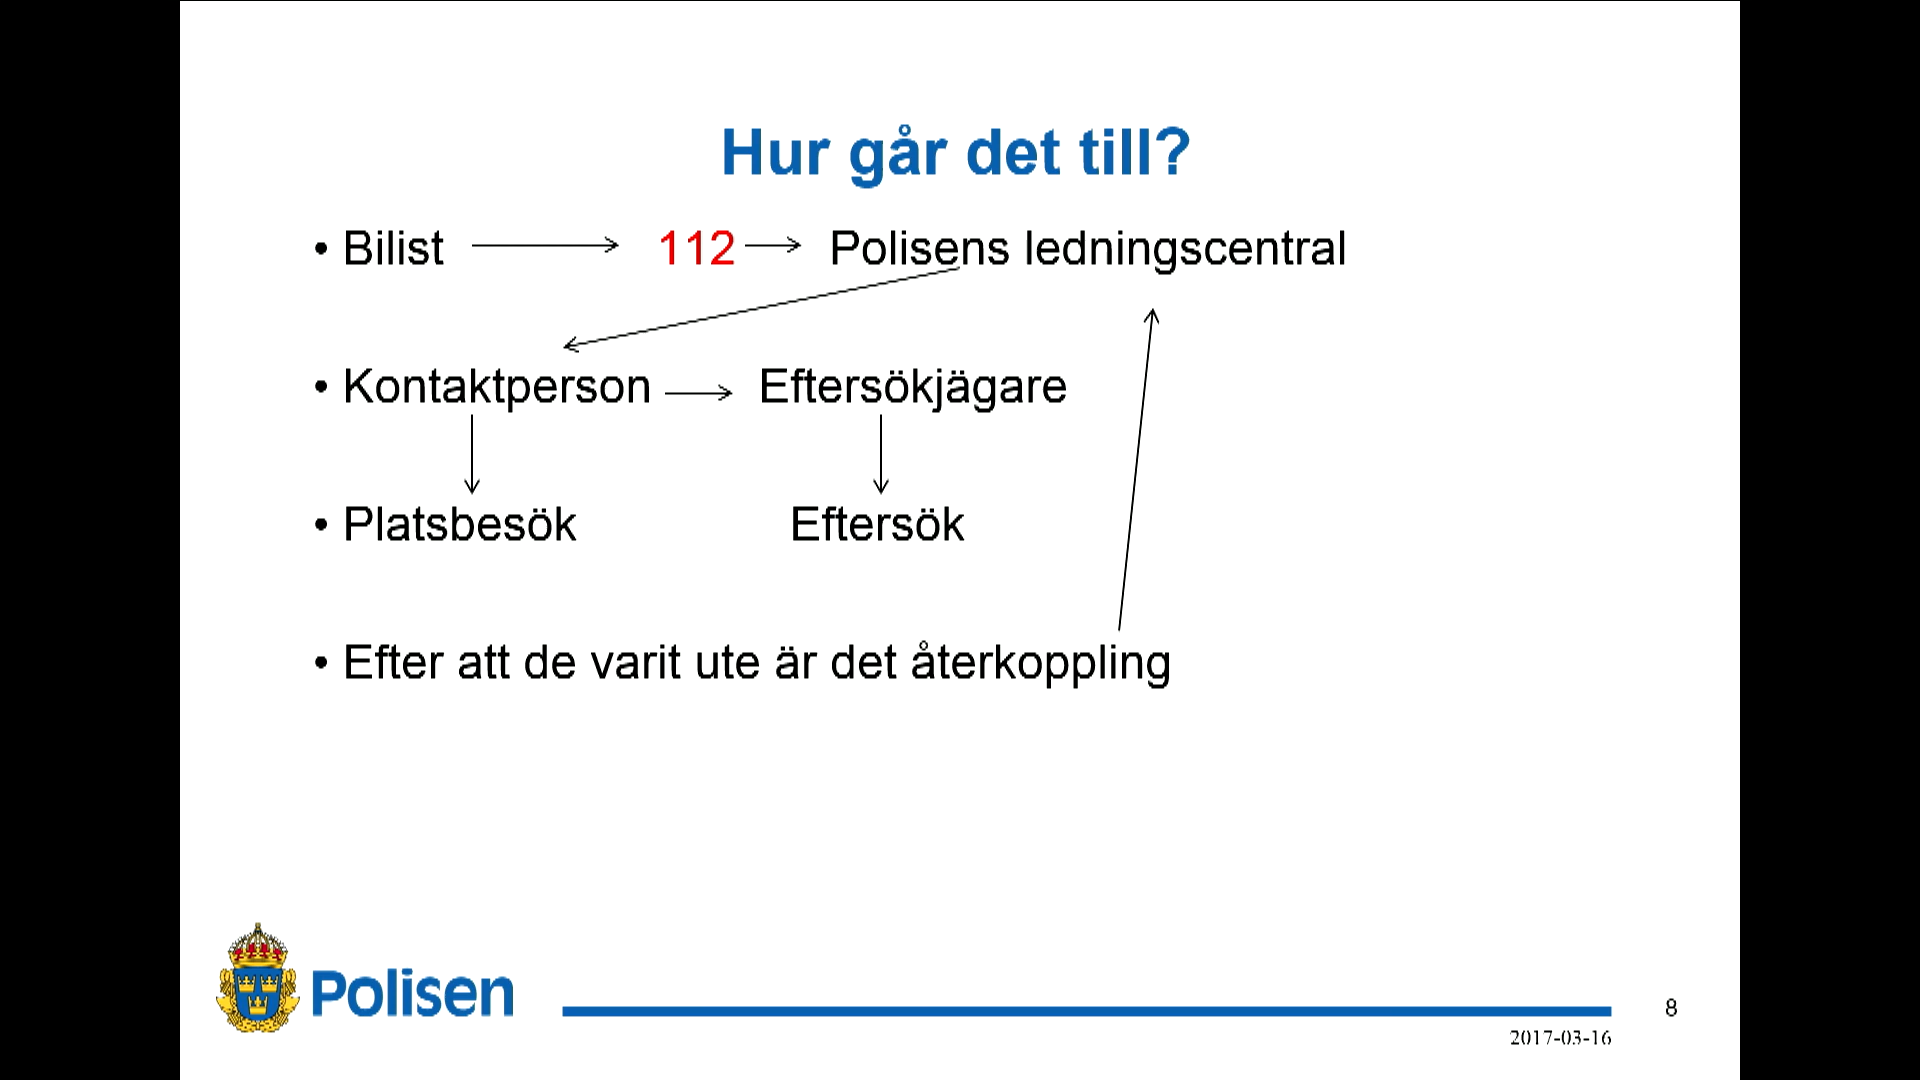 Hur går det till?
• Bilist 112 Polisens ledningscentral
• Kontaktperson Eftersökjägare
• Platsbesök Eftersök
• Efter att de varit ute är det återkoppling
Polisen
8
2017-03-16